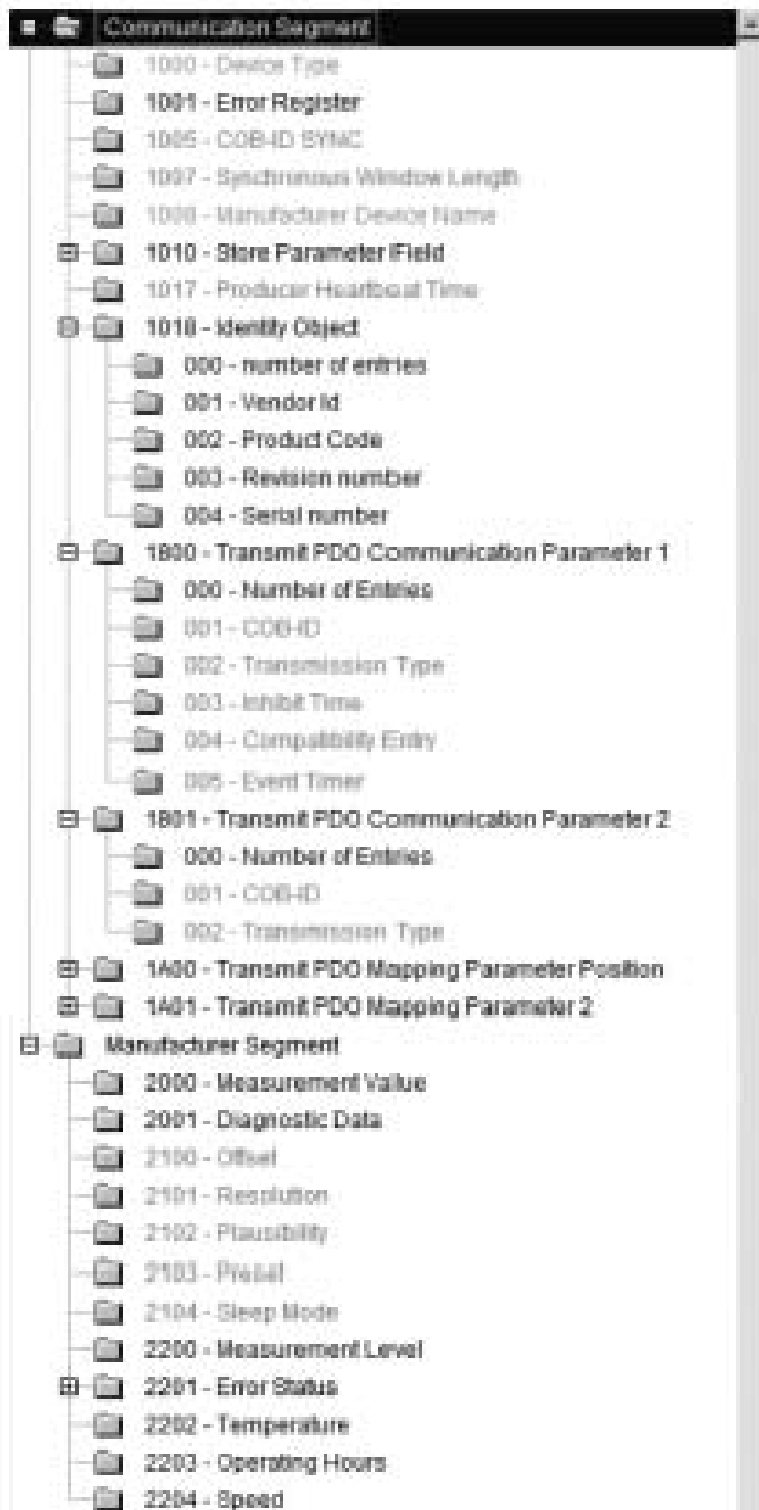 Communication Segment
1000 - Device Type
1001 - Error Register
1005 - COB-ID SYNC
1007 - Synchronous Window Length
1008 - Manufacturer Device Name
1010 - Store Parameter Field
1017 - Producer Heartbeat Time
1018 - Identity Object
000 - number of entries
001 - Vendor Id
002 - Product Code
003 - Revision number
004 - Serial number
1800 - Transmit PDO Communication Parameter 1
000 - Number of Entries
001 - COB-ID
002 - Transmission Type
003 - Inhibit Time
004 - Compatibility Entry
005 - Event Timer
1801 - Transmit PDO Communication Parameter 2
000 - Number of Entries
001 - COB-ID
002 - Transmission Type
1A00 - Transmit PDO Mapping Parameter Position
1A01 - Transmit PDO Mapping Parameter 2
Manufacturer Segment
2000 - Measurement Value
2001 - Diagnostic Data
2100 - Offset
2101 - Resolution
2102 - Plausibility
2103 - Preset
2104 - Sleep Mode
2200 - Measurement Level
2201 - Error Status
2202 - Temperature
2203 - Operating Hours
2204 - Speed